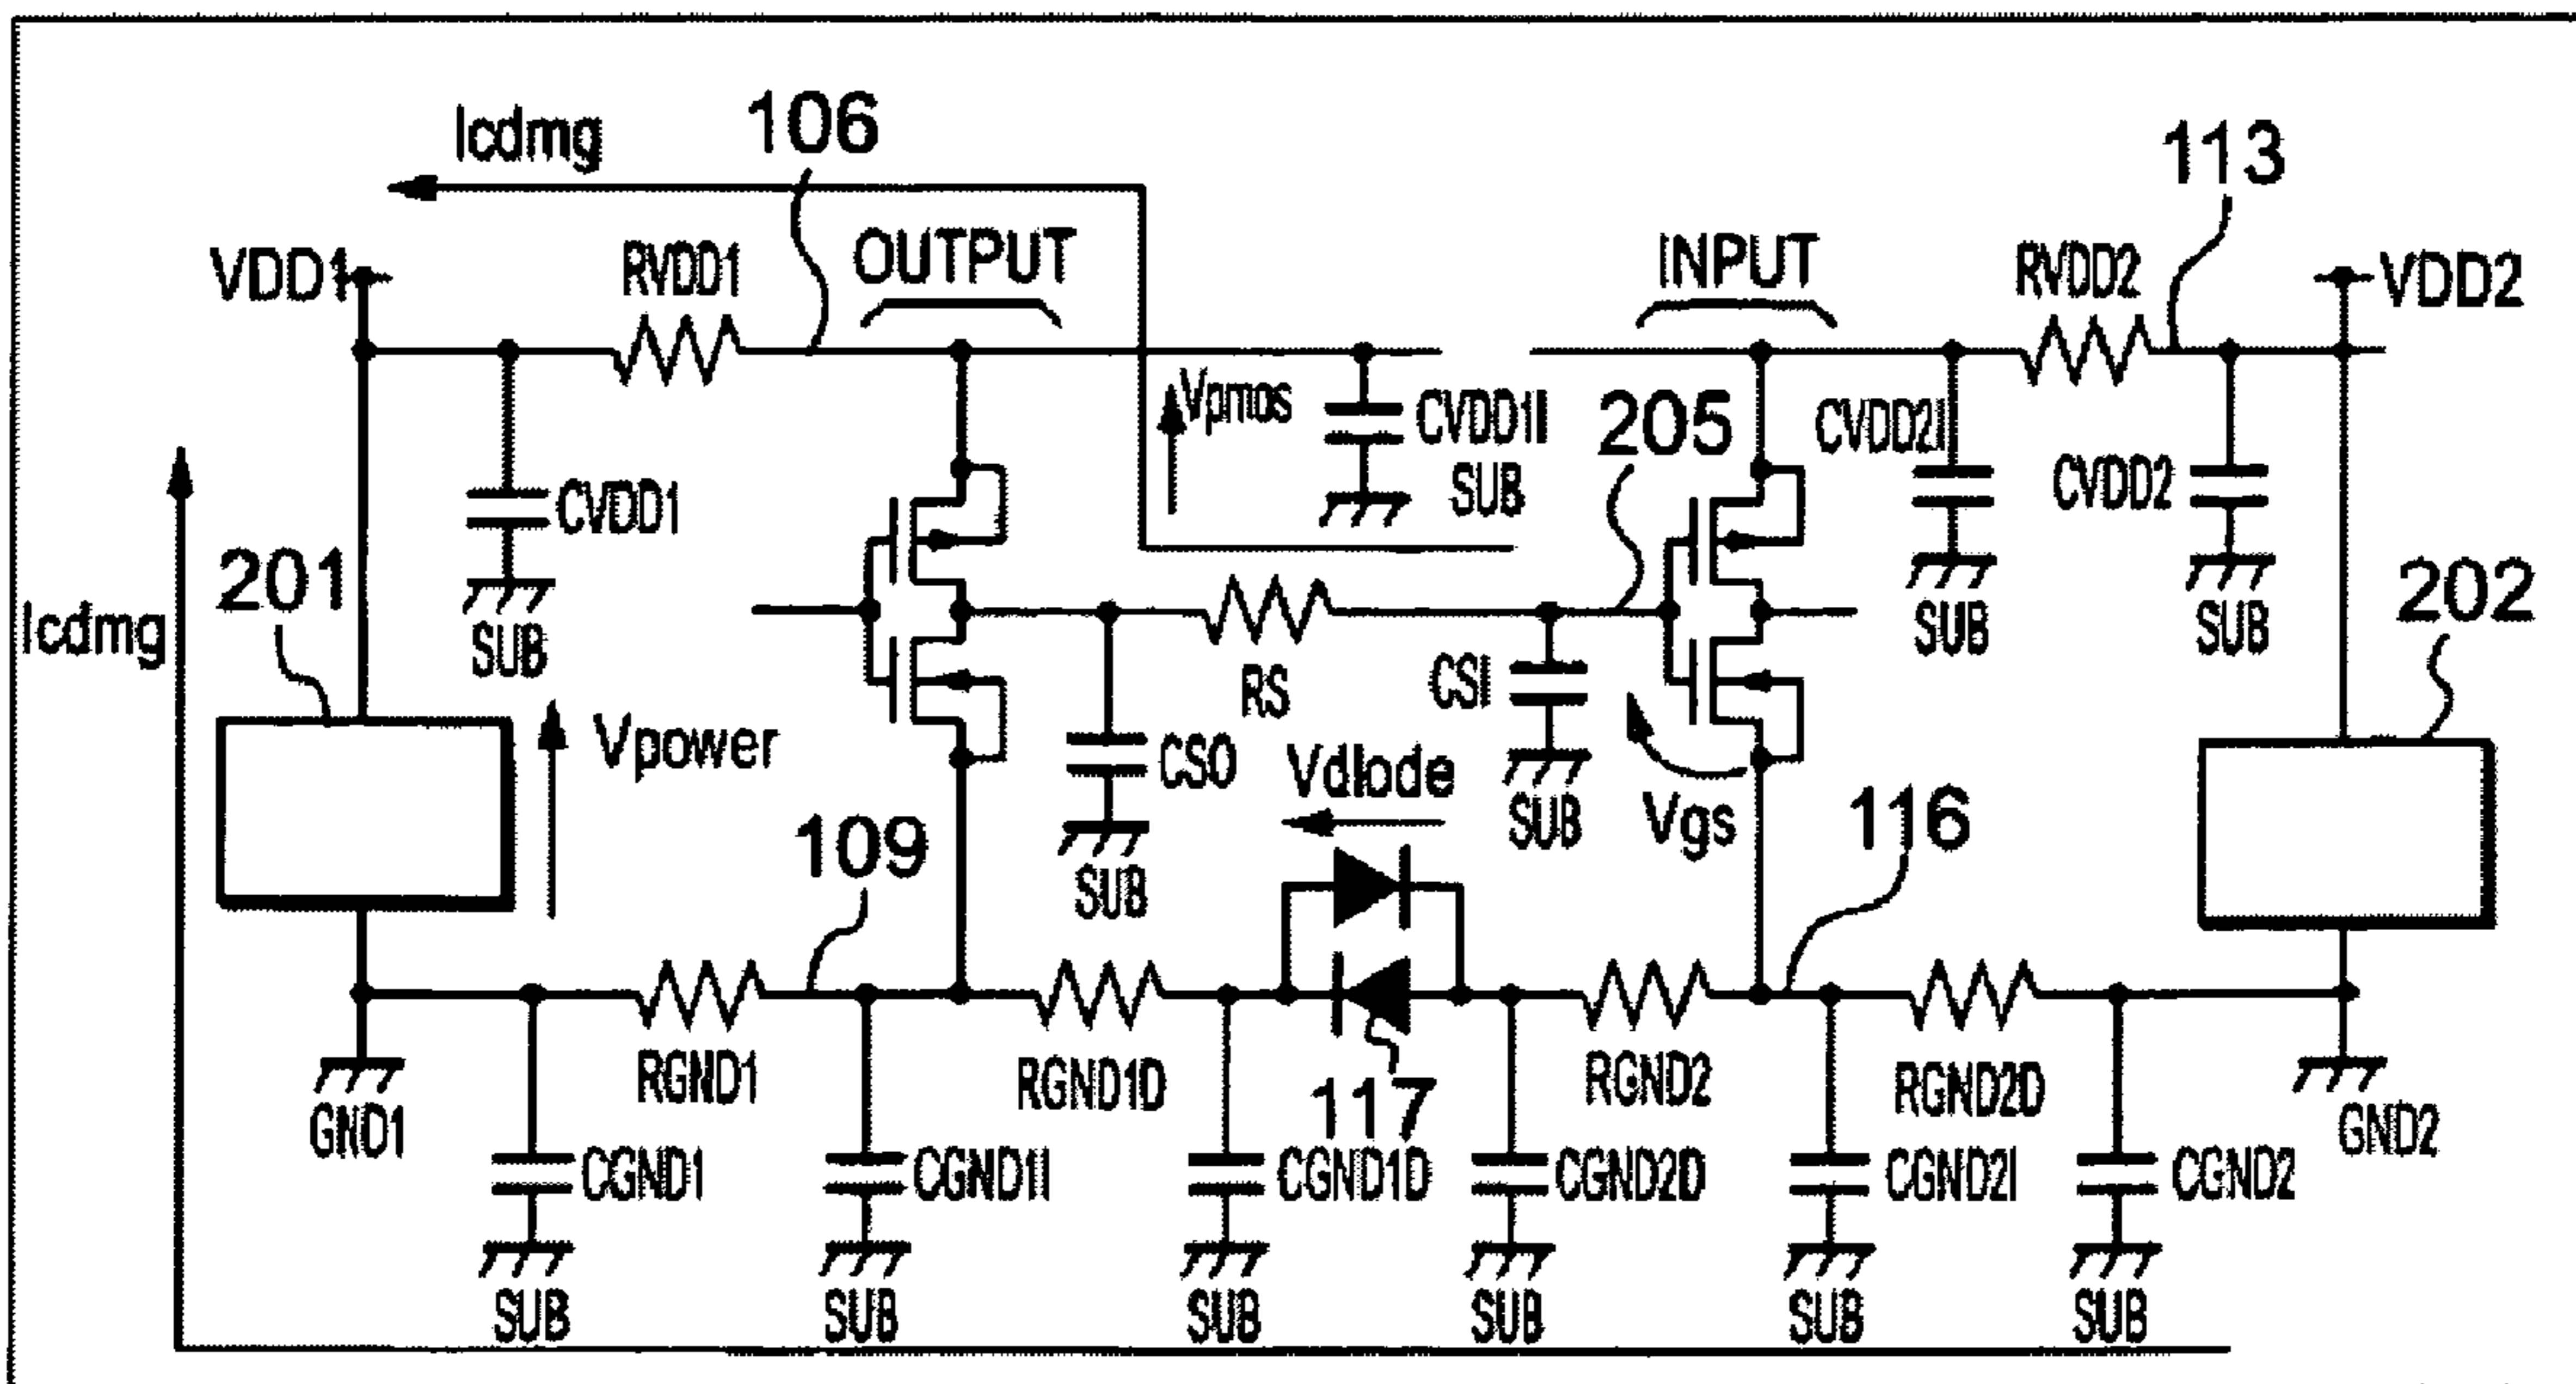 Icdmg
106
113
VDD1
RVDD1
OUTPUT
INPUT
RVDD2
VDD2
Vpmos
CVDD1I
SUB
205
CVDD2I
CVDD2
CVDD1
SUB
201
202
Icdmg
SUB
SUB
RS
CSI
SUB
Vpower
CSO
SUB
Vdiode
Vgs
109
116
GND1
RGND1
RGND1D
117
RGND2
RGND2D
GND2
CGND1
CGND1I
CGND1D
CGND2D
CGND2I
CGND2
SUB
SUB
SUB
SUB
SUB
SUB